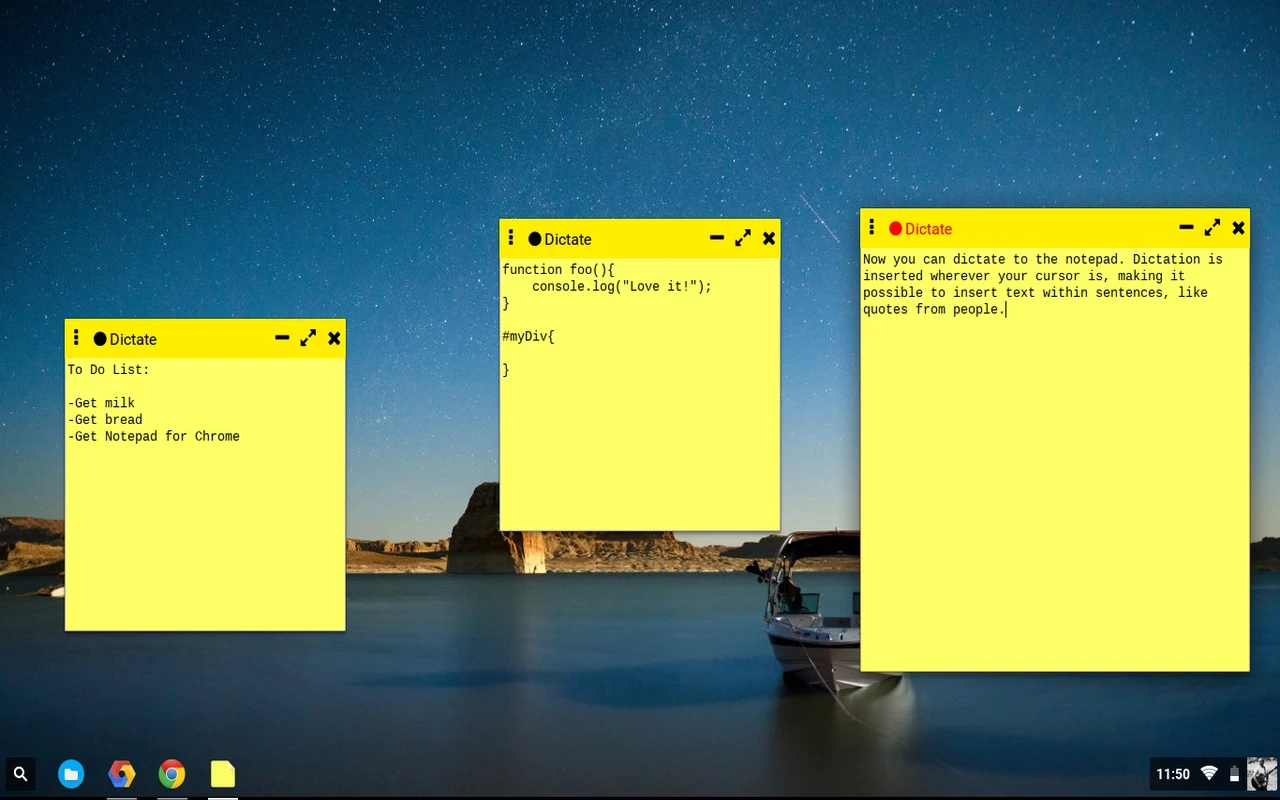 Dictate
To Do List:
-Get milk
-Get bread
-Get Notepad for Chrome
Dictate
function foo(){
    console.log("Love it!");
}
#myDiv{
}
Dictate
Now you can dictate to the notepad. Dictation is
inserted wherever your cursor is, making it
possible to insert text within sentences, like
quotes from people.
11:50